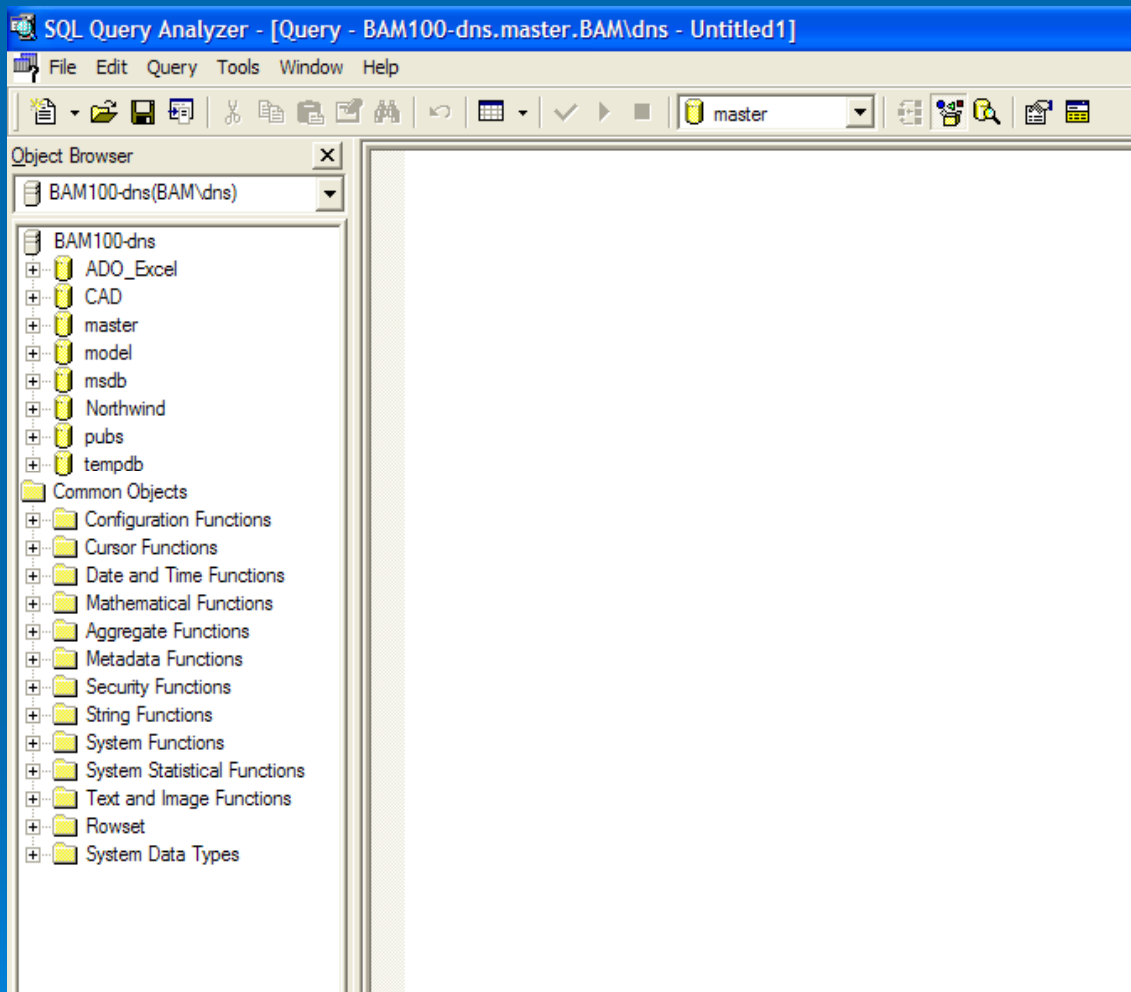 SQL Query Analyzer - [Query - BAM100-dns.master.BAM\dns - Untitled1]
File Edit Query Tools Window Help
master
Object Browser
BAM100-dns(BAM\dns)
BAM100-dns
ADO_Excel
CAD
master
model
msdb
Northwind
pubs
tempdb
Common Objects
Configuration Functions
Cursor Functions
Date and Time Functions
Mathematical Functions
Aggregate Functions
Metadata Functions
Security Functions
String Functions
System Functions
System Statistical Functions
Text and Image Functions
Rowset
System Data Types